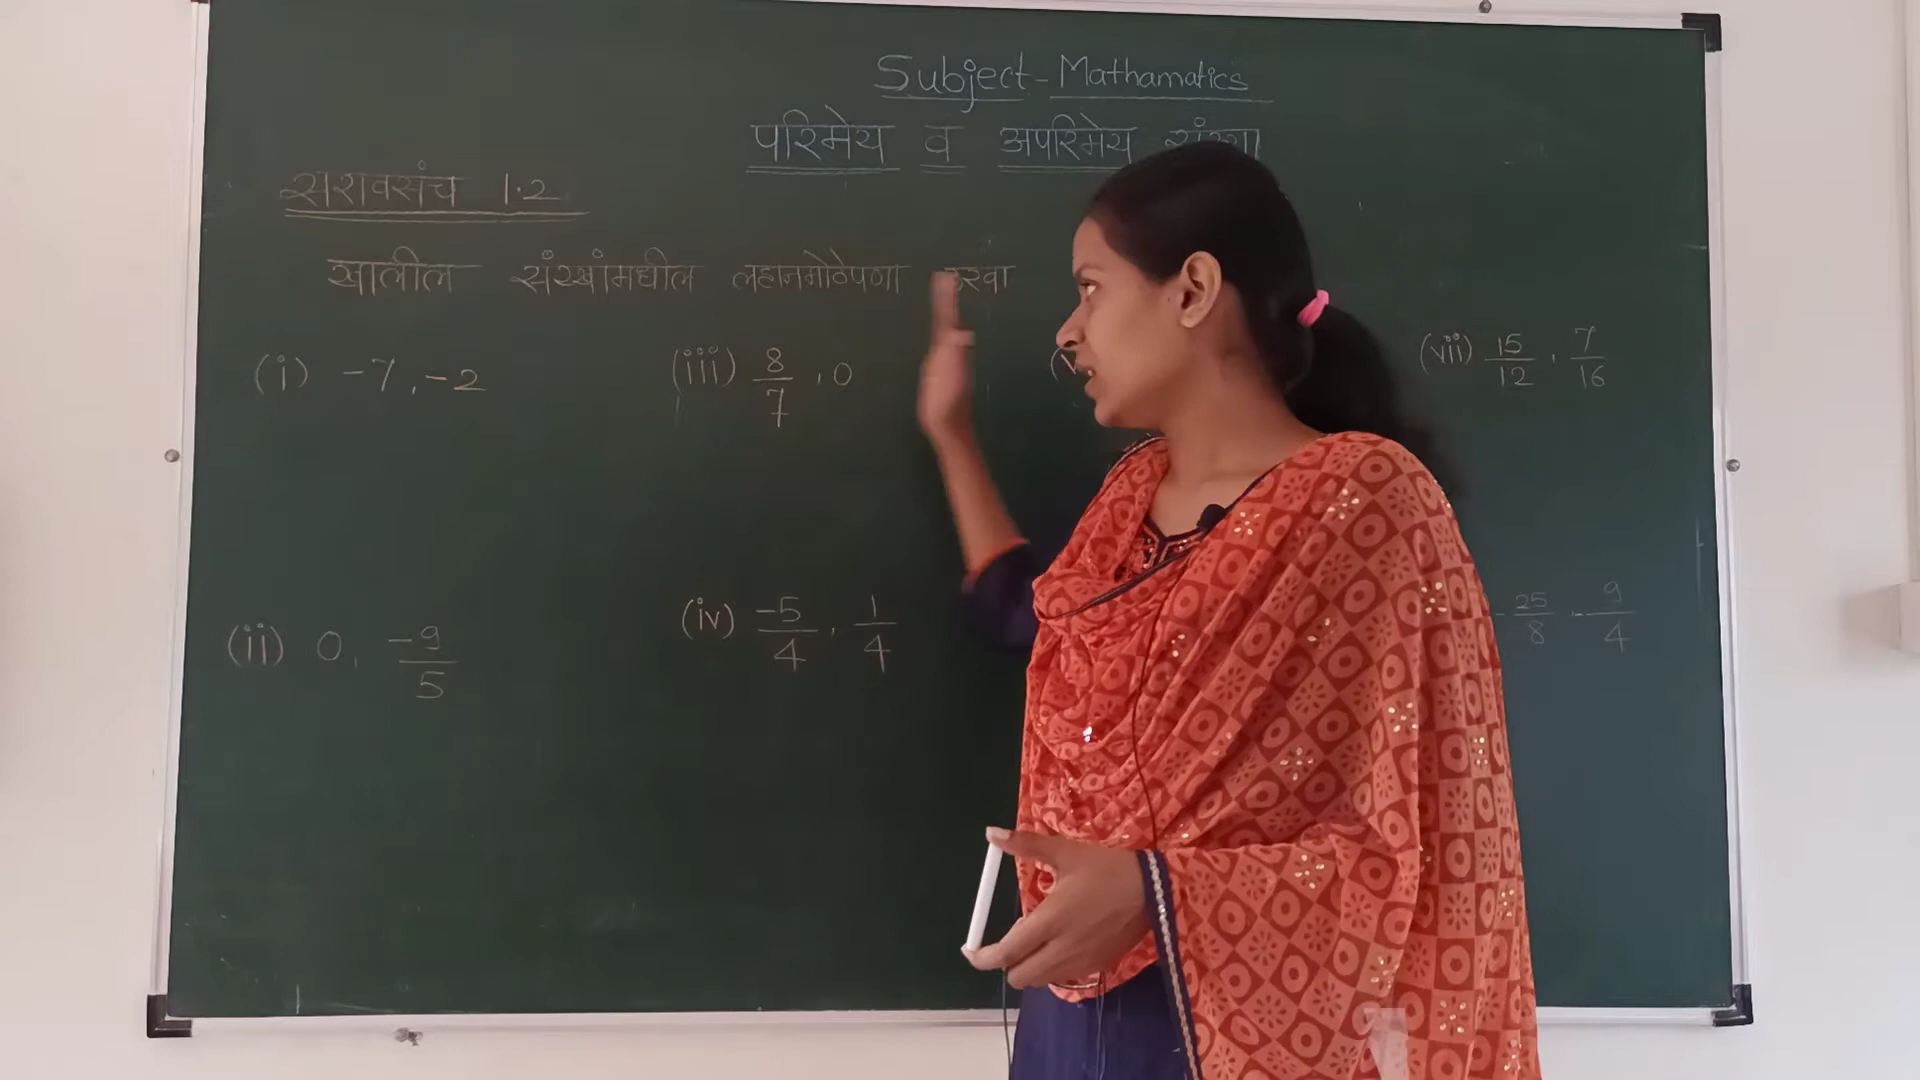 Subject - Mathamatics
परिमेय व अपरिमेय संख्या
सरावसंच 1.2
खालील संख्यांमधील लहानमोठेपणा ठरवा
(i) -7, -2
(iii) 8/7, 0
(vii) 15/12, 7/16
(ii) 0, -9/5
(iv) -5/4, 1/4
-25/8, -9/4